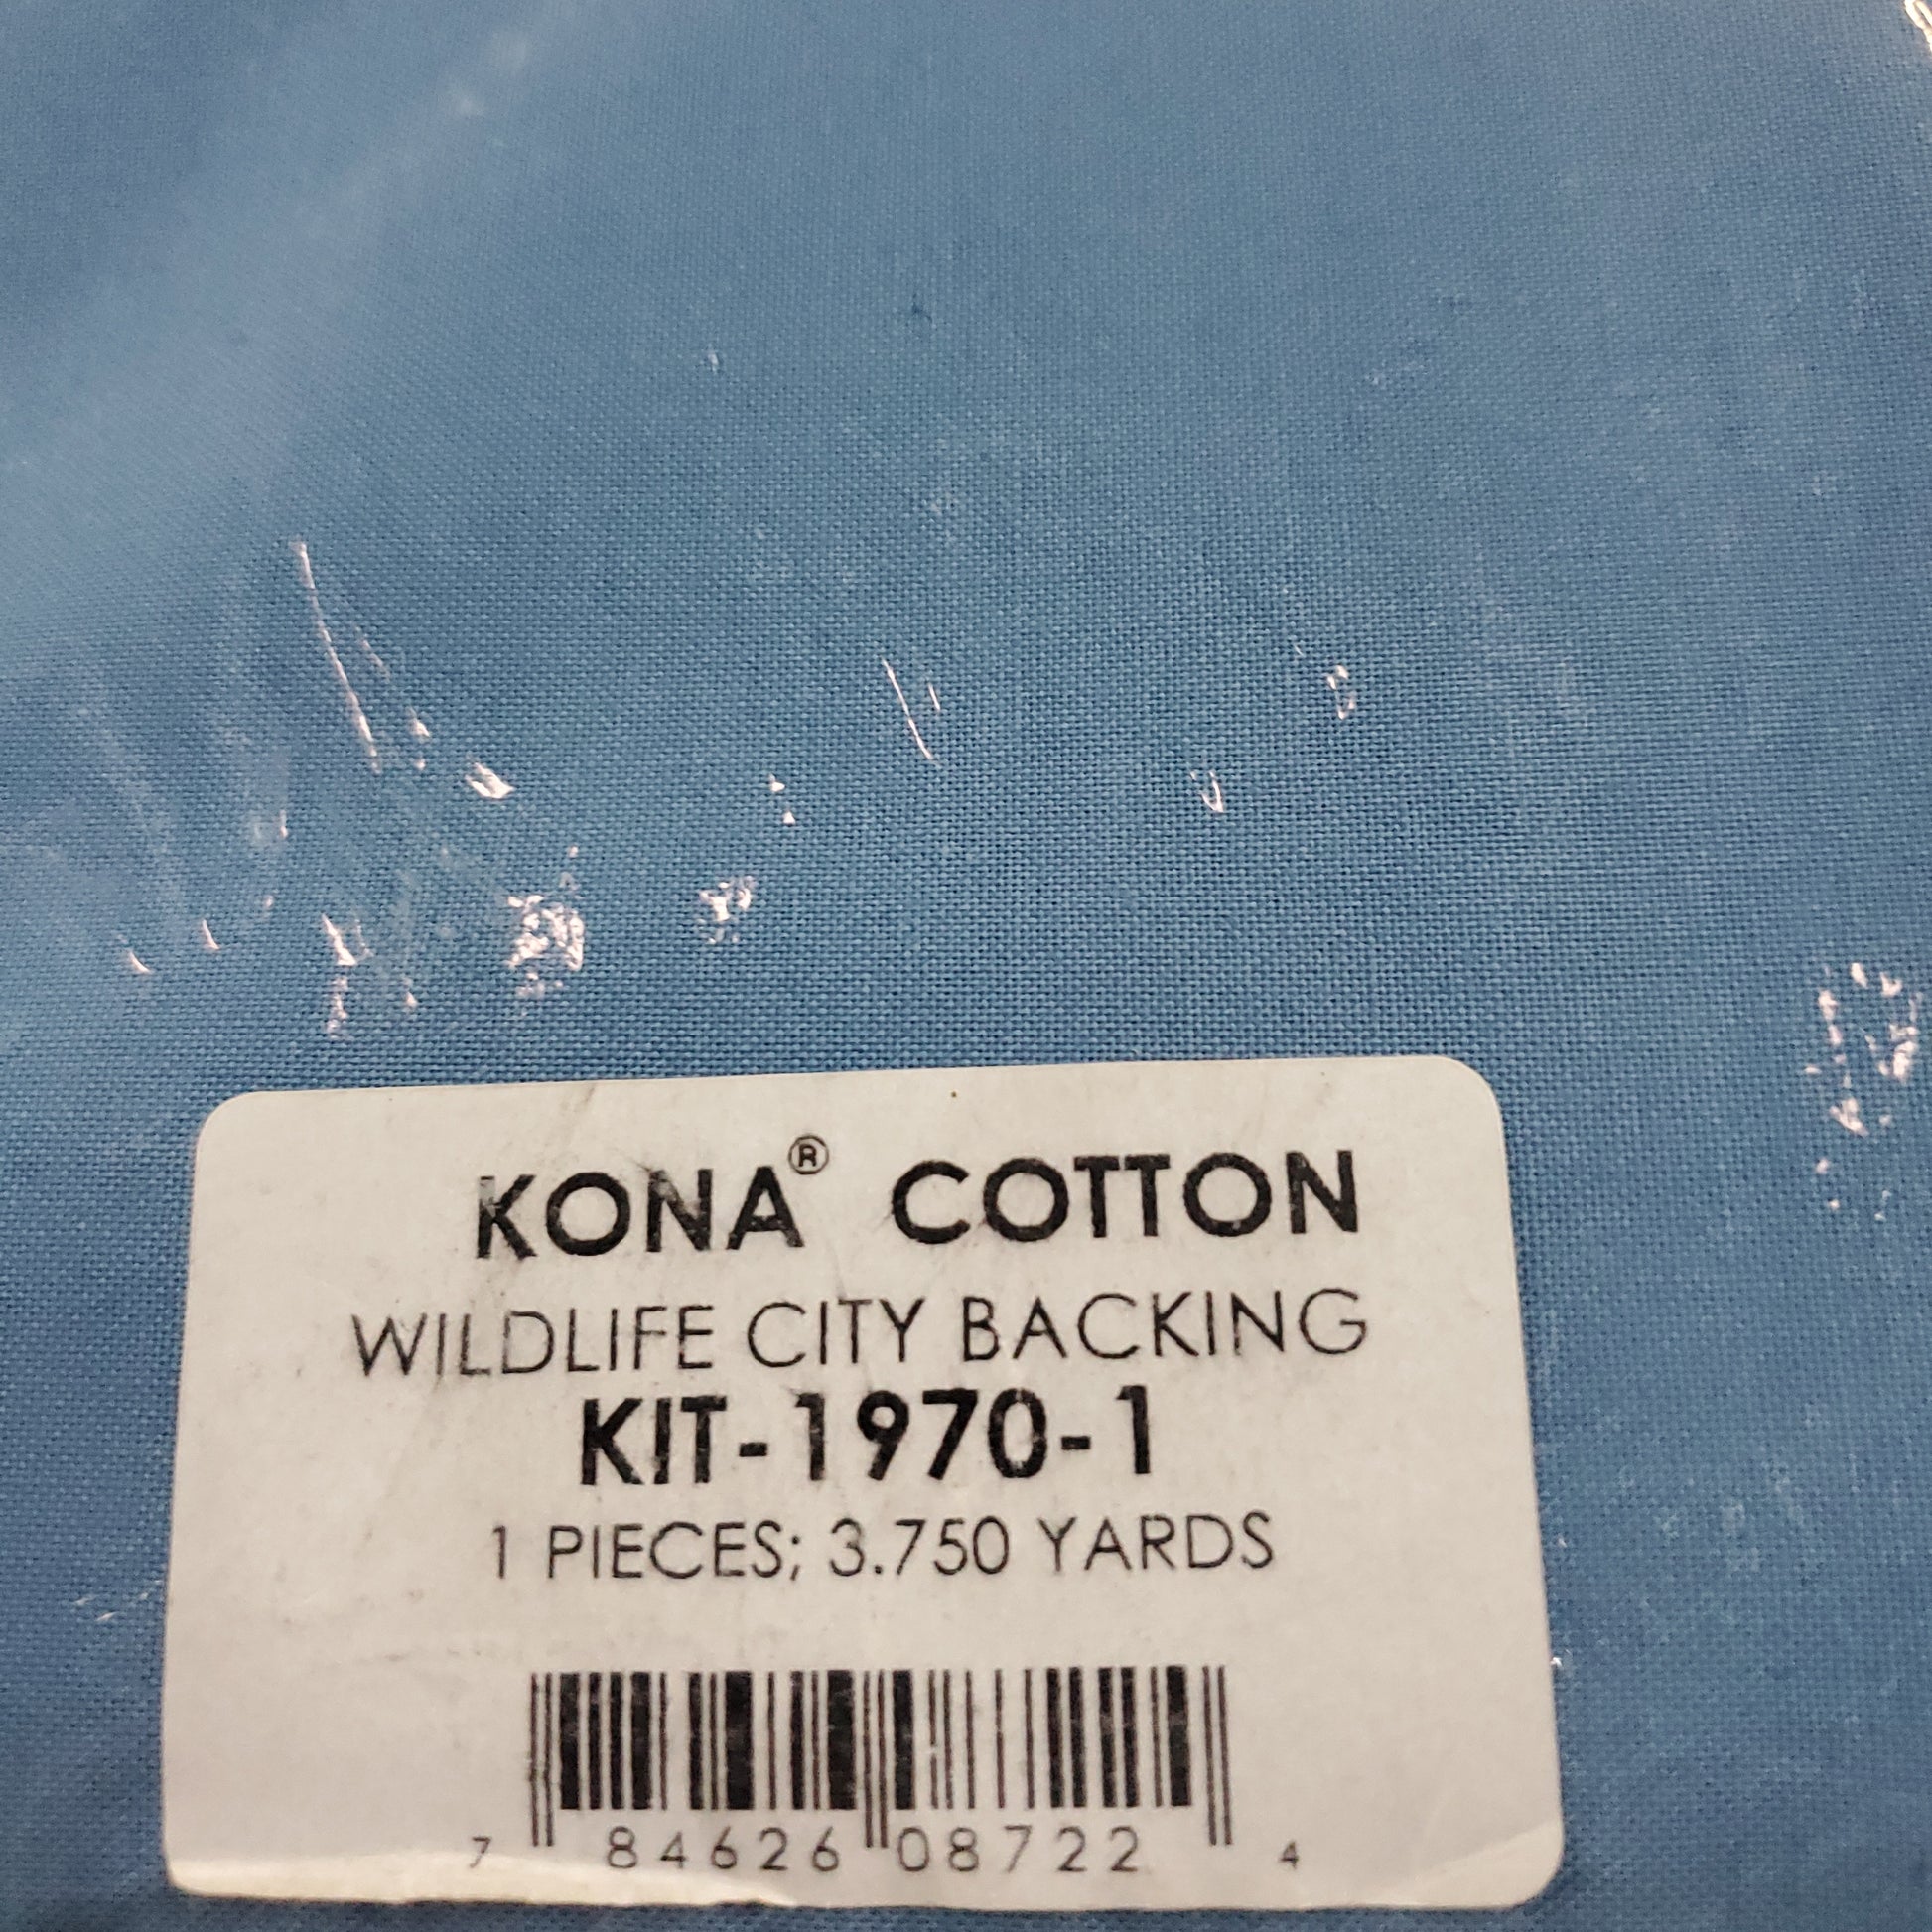 KONA® COTTON
WILDLIFE CITY BACKING
KIT-1970-1
1 PIECES; 3.750 YARDS
7 84626 08722 4